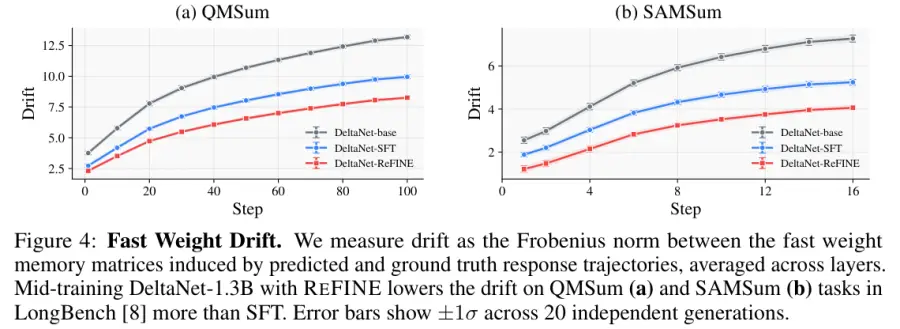 (a) QMSum
12.5
10.0
7.5
5.0
2.5
Drift
0 20 40 60 80 100
Step
DeltaNet-base
DeltaNet-SFT
DeltaNet-ReFINE
(b) SAMSum
6
4
2
Drift
0 4 8 12 16
Step
DeltaNet-base
DeltaNet-SFT
DeltaNet-ReFINE
Figure 4: Fast Weight Drift. We measure drift as the Frobenius norm between the fast weight
memory matrices induced by predicted and ground truth response trajectories, averaged across layers.
Mid-training DeltaNet-1.3B with REFINE lowers the drift on QMSum (a) and SAMSum (b) tasks in
LongBench [8] more than SFT. Error bars show ±1σ across 20 independent generations.